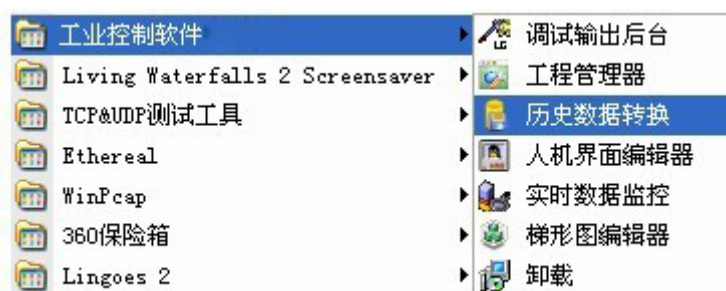 工业控制软件
Living Waterfalls 2 Screensaver
TCP&UDP测试工具
Ethereal
WinPcap
360保险箱
Lingoes 2
调试输出后台
工程管理器
历史数据转换
人机界面编辑器
实时数据监控
梯形图编辑器
卸载